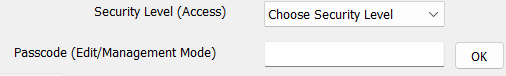 Security Level (Access) Choose Security Level
Passcode (Edit/Management Mode) OK